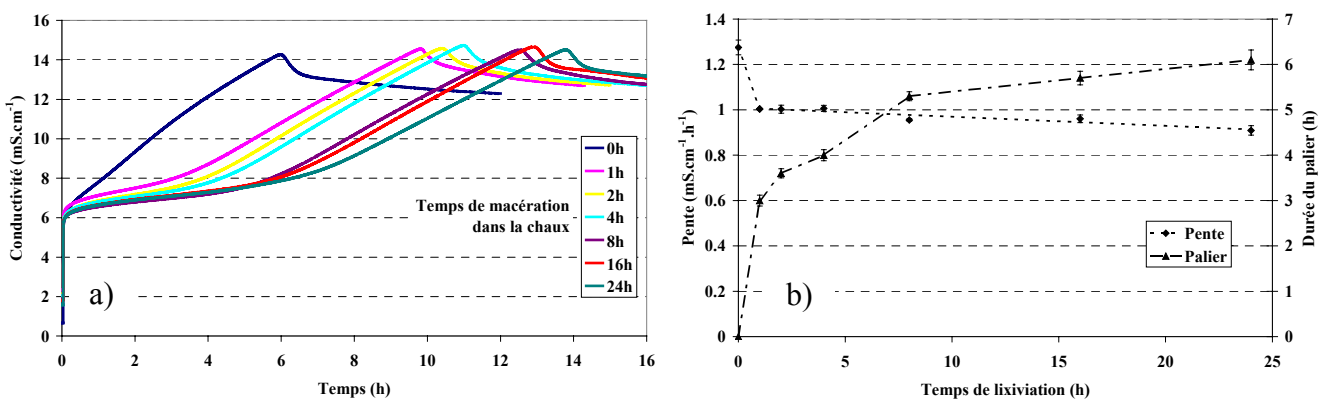 16
14
12
10
8
6
4
2
0
Conductivité (mS.cm⁻¹)
0 2 4 6 8 10 12 14 16
Temps (h)
Temps de macération
dans la chaux
0h
1h
2h
4h
8h
16h
24h
a)
1.4
1.2
1
0.8
0.6
0.4
0.2
0
Pente (mS.cm⁻¹.h⁻¹)
0 5 10 15 20 25
Temps de lixiviation (h)
7
6
5
4
3
2
1
0
Durée du palier (h)
Pente
Palier
b)